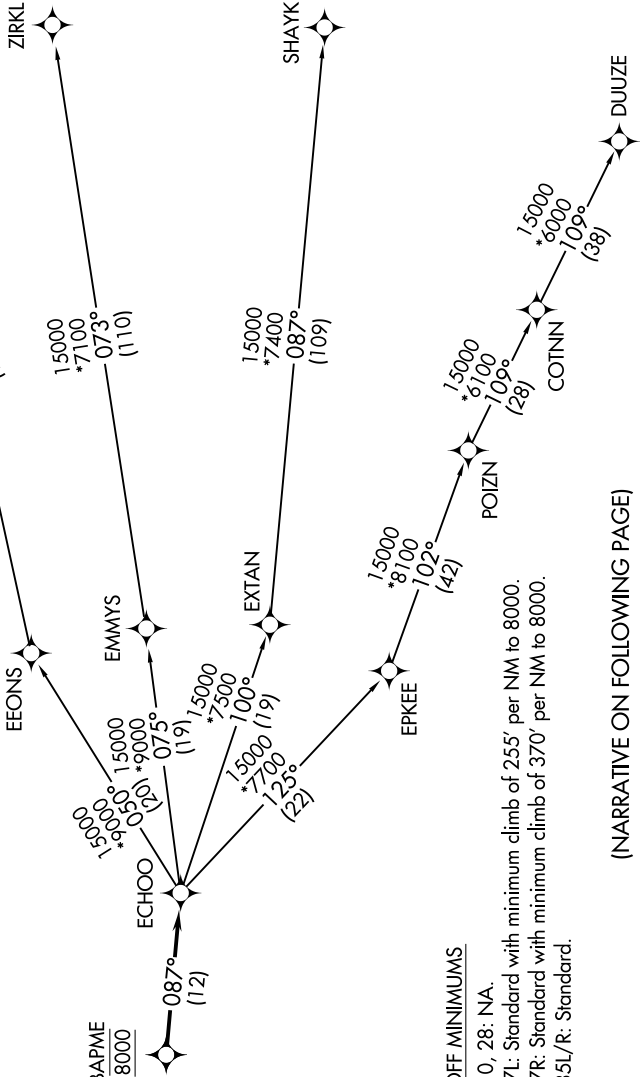 ZIRKL
SHAYK
DUUZE
15000
*7100
073°
(110)
15000
*7400
087°
(109)
15000
*6000
109°
(38)
15000
*6100
109°
(28)
COTNN
POIZN
15000
*8100
102°
(42)
EEONS
EMMYS
EXTAN
EPKEE
15000
*9000
050°
(20)
15000
*9000
075°
(19)
15000
*7500
100°
(19)
15000
*7700
125°
(22)
ECHOO
087°
(12)
BAPME
8000
OFF MINIMUMS
0, 28: NA.
7L: Standard with minimum climb of 255' per NM to 8000.
7R: Standard with minimum climb of 370' per NM to 8000.
35L/R: Standard.
(NARRATIVE ON FOLLOWING PAGE)